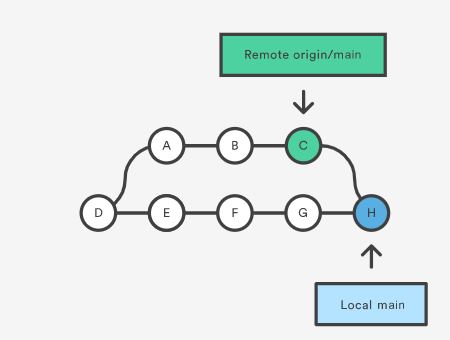 Remote origin/main
A B C
D E F G H
Local main